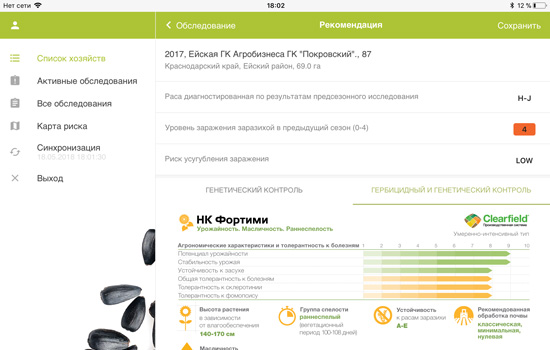 Нет сети
18:02
12 %
Обследование
Рекомендация
Сохранить
Список хозяйств
Активные обследования
Все обследования
Карта риска
Синхронизация
16.05.2018 18:01:30
Выход
2017, Ейская ГК Агробизнеса ГК "Покровский"., 87
Краснодарский край, Ейский район, 69.0 га
Раса диагностированная по результатам предсезонного исследования
H-J
Уровень заражения заразихой в предыдущий сезон (0-4)
4
Риск усугубления заражения
LOW
ГЕНЕТИЧЕСКИЙ КОНТРОЛЬ
ГЕРБИЦИДНЫЙ И ГЕНЕТИЧЕСКИЙ КОНТРОЛЬ
НК Фортими
Урожайность. Масличность. Раннеспелость
Clearfield
Производственная система
Умеренно-интенсивный тип
Агрономические характеристики и толерантность к болезням 1 2 3 4 5 6 7 8 9 10
Потенциал урожайности
Стабильность урожая
Устойчивость к засухе
Общая толерантность к болезням
Толерантность к склеротинии
Толерантность к фомопсису
Высота растений
в зависимости
от влагообеспечения
140-170 см
Группа спелости
раннеспелый
(вегетационный
период 100-108 дней)
Устойчивость
к расам заразихи
A-E
Рекомендованная
обработка почвы
классическая,
минимальная,
нулевая
Масличность